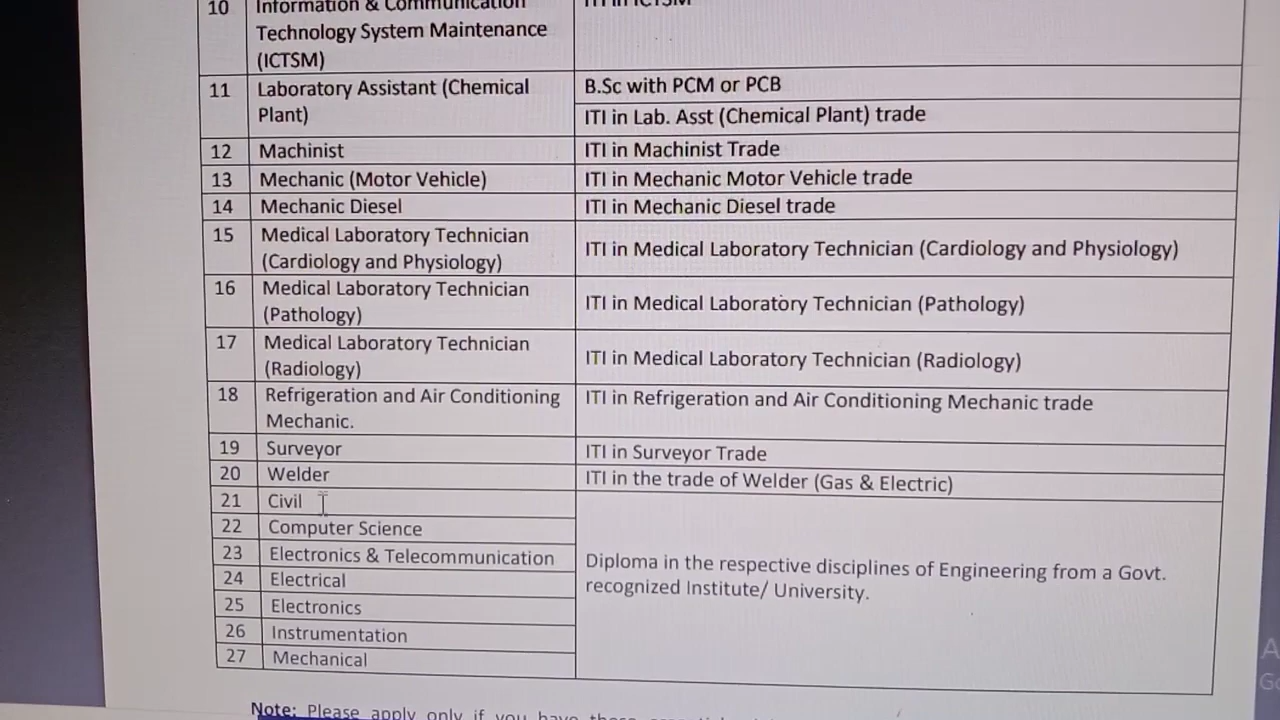 10 Information & Communication
Technology System Maintenance
(ICTSM)
ITI in ICTSM
11 Laboratory Assistant (Chemical
Plant)
B.Sc with PCM or PCB
ITI in Lab. Asst (Chemical Plant) trade
12 Machinist ITI in Machinist Trade
13 Mechanic (Motor Vehicle) ITI in Mechanic Motor Vehicle trade
14 Mechanic Diesel ITI in Mechanic Diesel trade
15 Medical Laboratory Technician
(Cardiology and Physiology)
ITI in Medical Laboratory Technician (Cardiology and Physiology)
16 Medical Laboratory Technician
(Pathology)
ITI in Medical Laboratory Technician (Pathology)
17 Medical Laboratory Technician
(Radiology)
ITI in Medical Laboratory Technician (Radiology)
18 Refrigeration and Air Conditioning
Mechanic.
ITI in Refrigeration and Air Conditioning Mechanic trade
19 Surveyor ITI in Surveyor Trade
20 Welder ITI in the trade of Welder (Gas & Electric)
21 Civil
22 Computer Science
23 Electronics & Telecommunication
24 Electrical
25 Electronics
26 Instrumentation
27 Mechanical
Diploma in the respective disciplines of Engineering from a Govt.
recognized Institute/ University.
Note: Please apply only if you have these